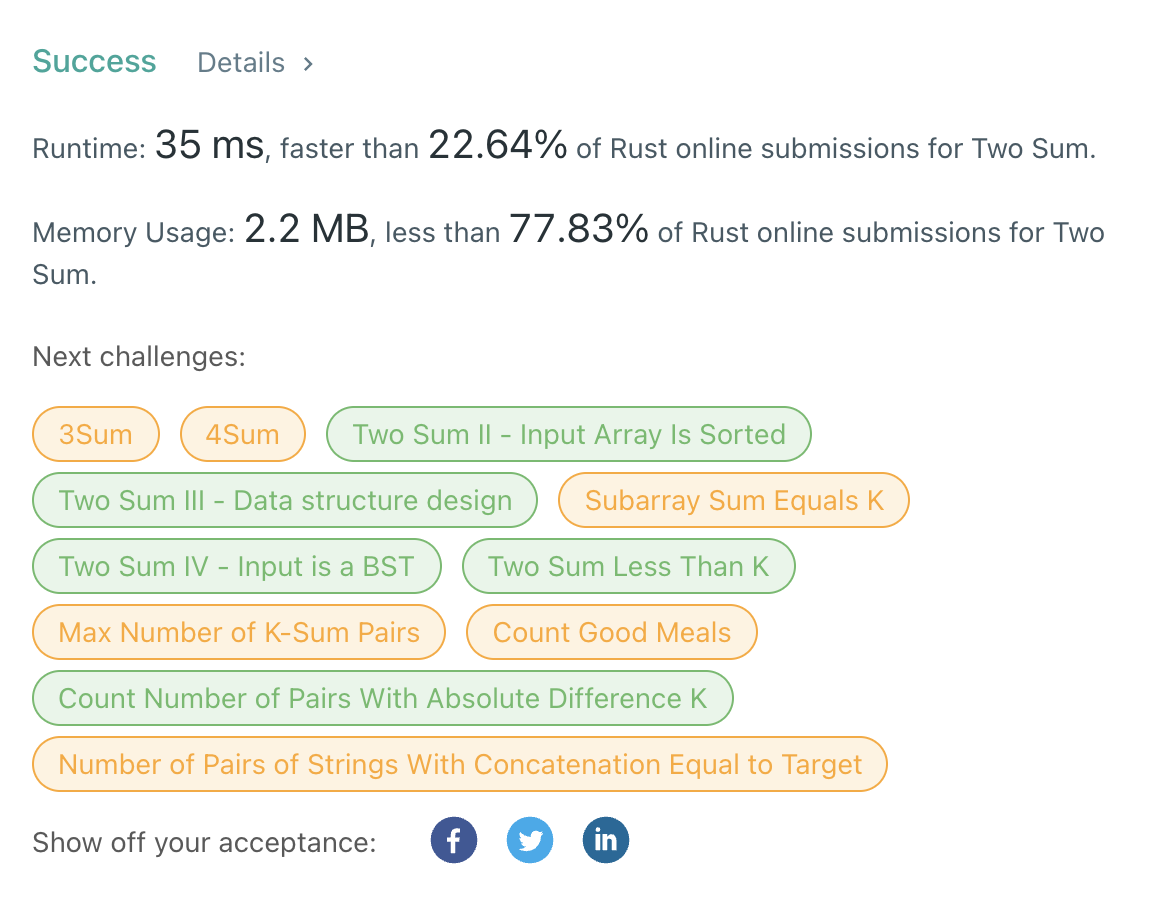 Success Details >
Runtime: 35 ms, faster than 22.64% of Rust online submissions for Two Sum.
Memory Usage: 2.2 MB, less than 77.83% of Rust online submissions for Two
Sum.
Next challenges:
3Sum 4Sum Two Sum II - Input Array Is Sorted
Two Sum III - Data structure design Subarray Sum Equals K
Two Sum IV - Input is a BST Two Sum Less Than K
Max Number of K-Sum Pairs Count Good Meals
Count Number of Pairs With Absolute Difference K
Number of Pairs of Strings With Concatenation Equal to Target
Show off your acceptance: f in